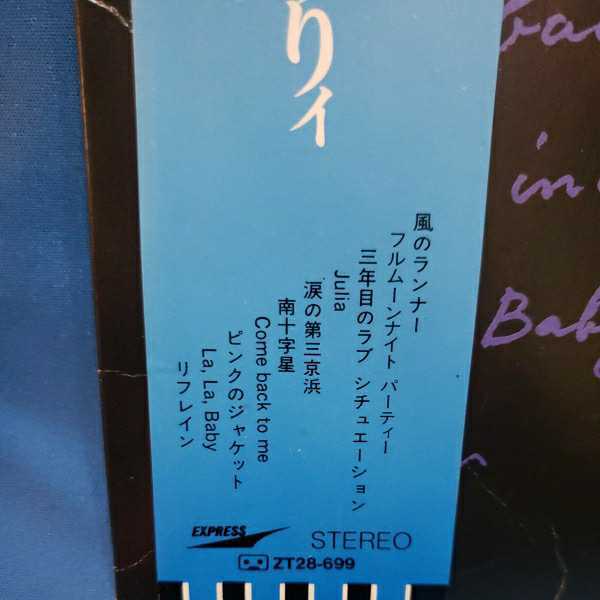 りィ
風のランナー
フルムーンナイト パーティー
三年目のラブ シチュエーション
Julia
涙の第三京浜
南十字星
Come back to me
ピンクのジャケット
La, La, Baby
リフレイン
EXPRESS
STEREO
ZT28-699
in
Baby